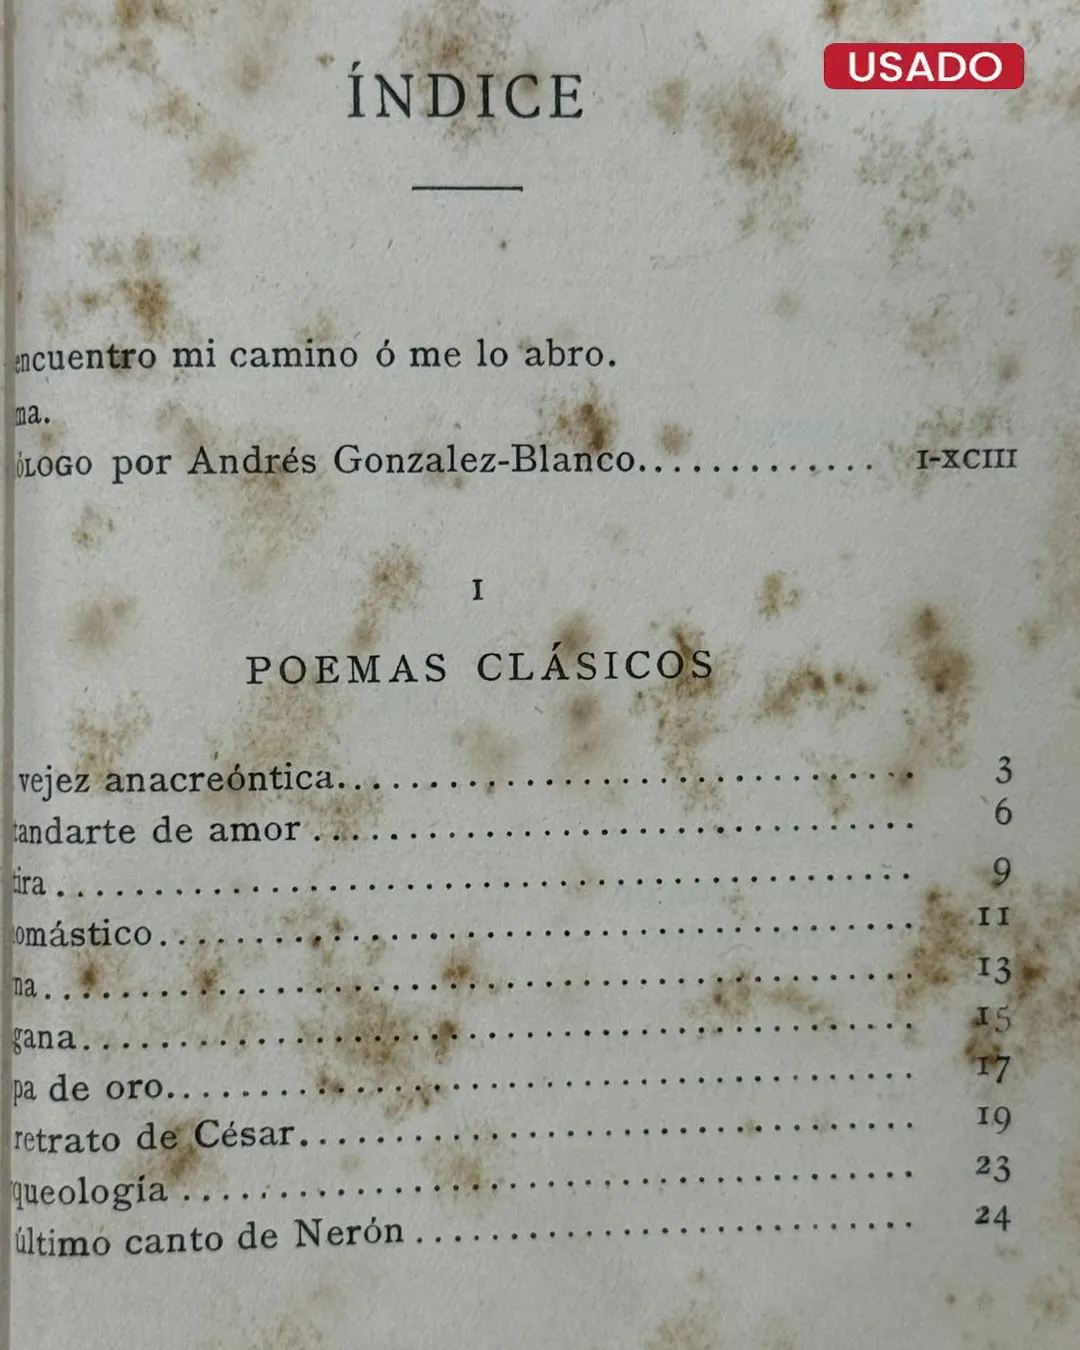 USADO
ÍNDICE
encuentro mi camino ó me lo abro.
ma.
ÓLOGO por Andrés Gonzalez-Blanco............. I-XCIII
I
POEMAS CLÁSICOS
vejez anacreóntica.............................. 3
tandarte de amor............................... 6
tira............................................ 9
omástico....................................... 11
na............................................. 13
gana........................................... 15
pa de oro...................................... 17
retrato de César................................ 19
queología...................................... 23
último canto de Nerón.......................... 24